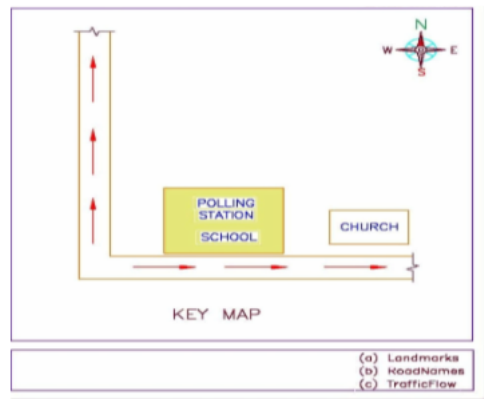 N
W E
S
POLLING
STATION
SCHOOL
CHURCH
KEY MAP
(a) Landmarks
(b) RoadNames
(c) TrafficFlow